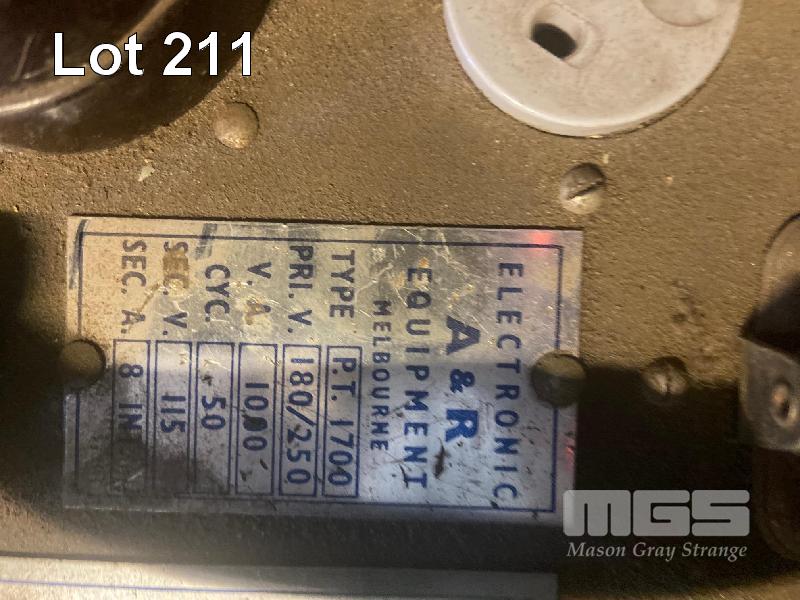 Lot 211
ELECTRONIC
A & R
EQUIPMENT
MELBOURNE
TYPE P.T. 1700
PRI. V. 180/250
V. A. 1000
CYC. 50
SEC. V. 115
SEC. A. 8 IN
MGS
Mason Gray Strange